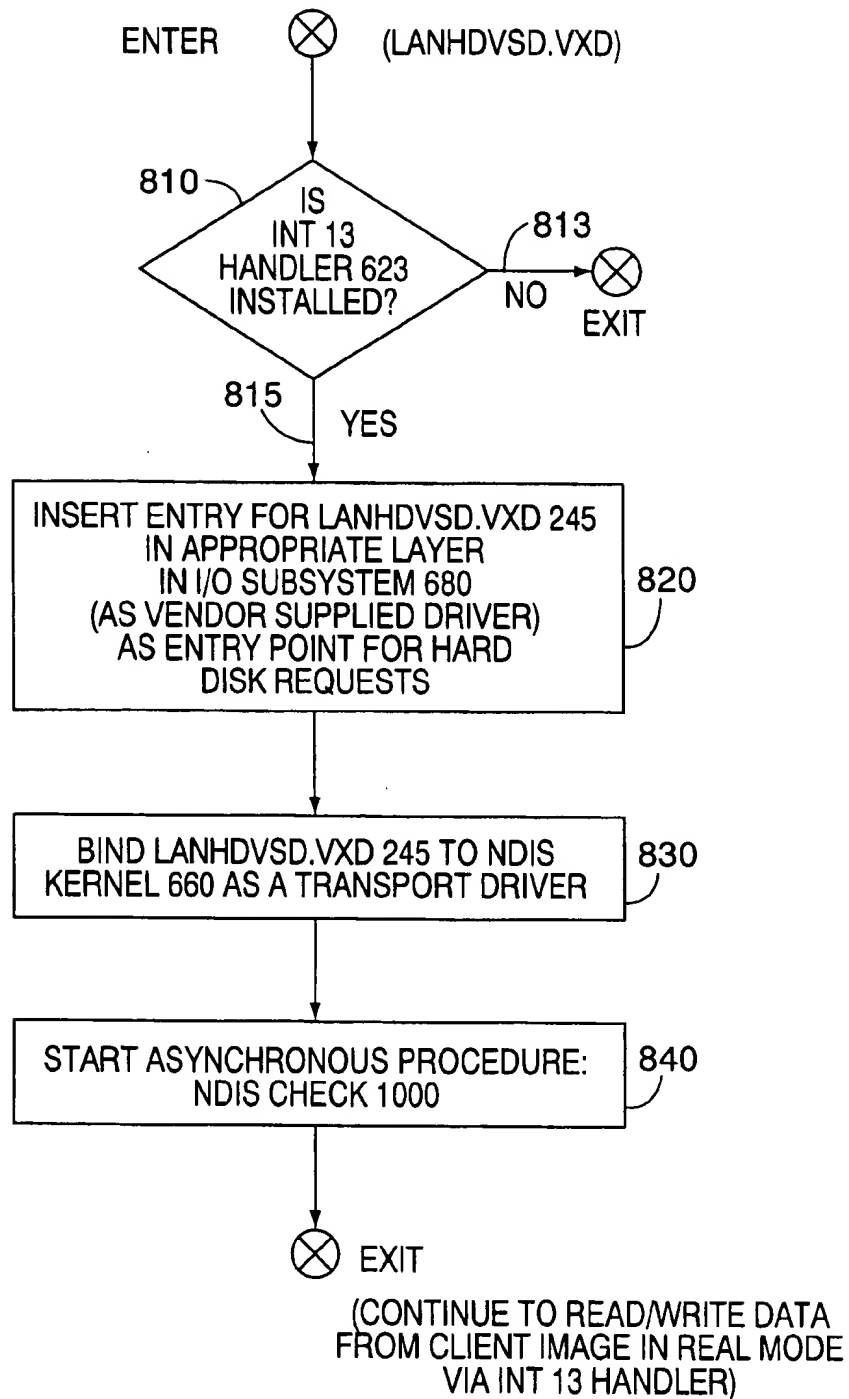 ENTER (LANHDVSD.VXD)
810
IS
INT 13
HANDLER 623
INSTALLED?
813
NO
EXIT
815
YES
INSERT ENTRY FOR LANHDVSD.VXD 245
IN APPROPRIATE LAYER
IN I/O SUBSYSTEM 680
(AS VENDOR SUPPLIED DRIVER)
AS ENTRY POINT FOR HARD
DISK REQUESTS
820
BIND LANHDVSD.VXD 245 TO NDIS
KERNEL 660 AS A TRANSPORT DRIVER
830
START ASYNCHRONOUS PROCEDURE:
NDIS CHECK 1000
840
EXIT
(CONTINUE TO READ/WRITE DATA
FROM CLIENT IMAGE IN REAL MODE
VIA INT 13 HANDLER)